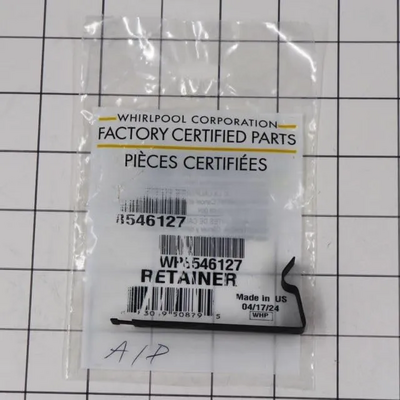 WHIRLPOOL CORPORATION
FACTORY CERTIFIED PARTS
PIÈCES CERTIFIÉES
8546127
WP8546127
RETAINER
Made in US
04/17/24
WHP
A/P